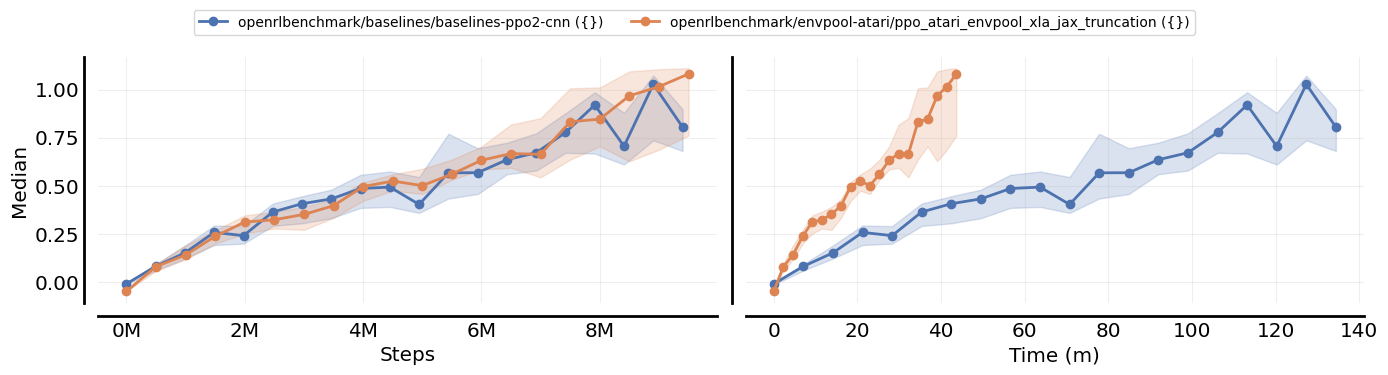 openrlbenchmark/baselines/baselines-ppo2-cnn ({}) openrlbenchmark/envpool-atari/ppo_atari_envpool_xla_jax_truncation ({})
Median
1.00
0.75
0.50
0.25
0.00
0M 2M 4M 6M 8M
Steps
0 20 40 60 80 100 120 140
Time (m)